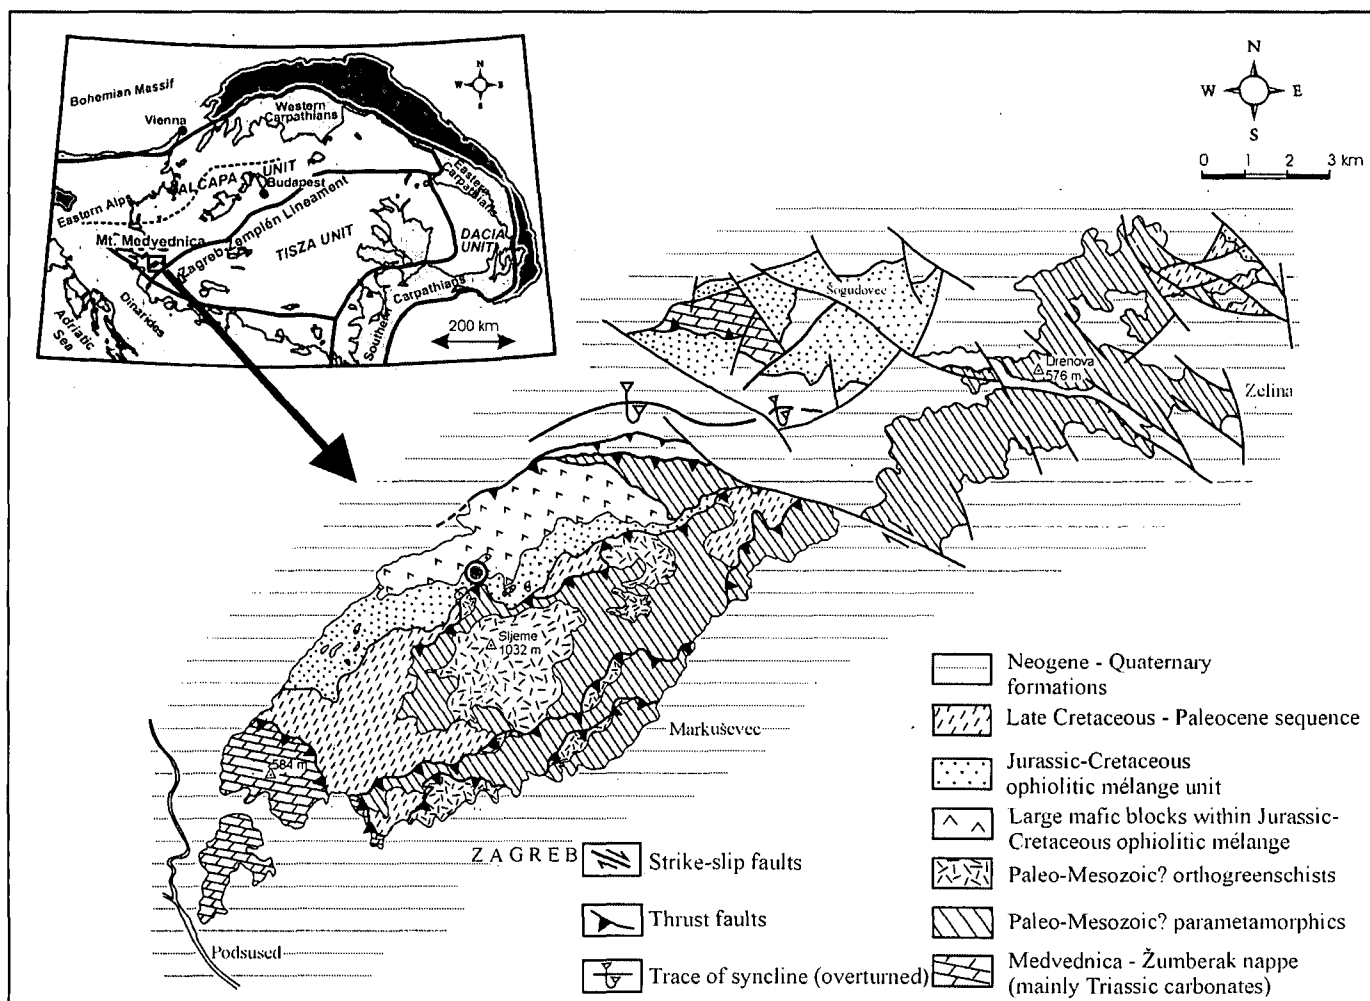 Bohemian Massif
Vienna
Western
Carpathians
Eastern
Carpathians
ALCAPA UNIT
Budapest
Eastern Alps
Zagreb-Zemplén Lineament
Mt. Medvednica
TISZA UNIT
DACIA
UNIT
Dinarides
Adriatic
Sea
Southern
Carpathians
200 km
N
W E
S
N
W E
S
0 1 2 3 km
Šogudovec
Drenova
576 m
Zelina
Sljeme
1032 m
Markuševec
584 m
ZAGREB
Podsused
Strike-slip faults
Thrust faults
Trace of syncline (overturned)
Neogene - Quaternary
formations
Late Cretaceous - Paleocene sequence
Jurassic-Cretaceous
ophiolitic mélange unit
Large mafic blocks within Jurassic-
Cretaceous ophiolitic mélange
Paleo-Mesozoic? orthogreenschists
Paleo-Mesozoic? parametamorphics
Medvednica - Žumberak nappe
(mainly Triassic carbonates)